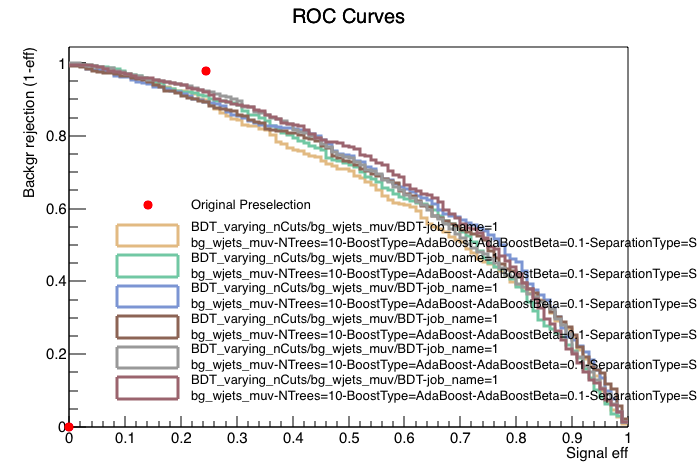 ROC Curves
Backgr rejection (1-eff)
1
0.8
0.6
0.4
0.2
0
Original Preselection
BDT_varying_nCuts/bg_wjets_muv/BDT-job_name=1
bg_wjets_muv-NTrees=10-BoostType=AdaBoost-AdaBoostBeta=0.1-SeparationType=S
BDT_varying_nCuts/bg_wjets_muv/BDT-job_name=1
bg_wjets_muv-NTrees=10-BoostType=AdaBoost-AdaBoostBeta=0.1-SeparationType=S
BDT_varying_nCuts/bg_wjets_muv/BDT-job_name=1
bg_wjets_muv-NTrees=10-BoostType=AdaBoost-AdaBoostBeta=0.1-SeparationType=S
BDT_varying_nCuts/bg_wjets_muv/BDT-job_name=1
bg_wjets_muv-NTrees=10-BoostType=AdaBoost-AdaBoostBeta=0.1-SeparationType=S
BDT_varying_nCuts/bg_wjets_muv/BDT-job_name=1
bg_wjets_muv-NTrees=10-BoostType=AdaBoost-AdaBoostBeta=0.1-SeparationType=S
BDT_varying_nCuts/bg_wjets_muv/BDT-job_name=1
bg_wjets_muv-NTrees=10-BoostType=AdaBoost-AdaBoostBeta=0.1-SeparationType=S
0 0.1 0.2 0.3 0.4 0.5 0.6 0.7 0.8 0.9 1
Signal eff